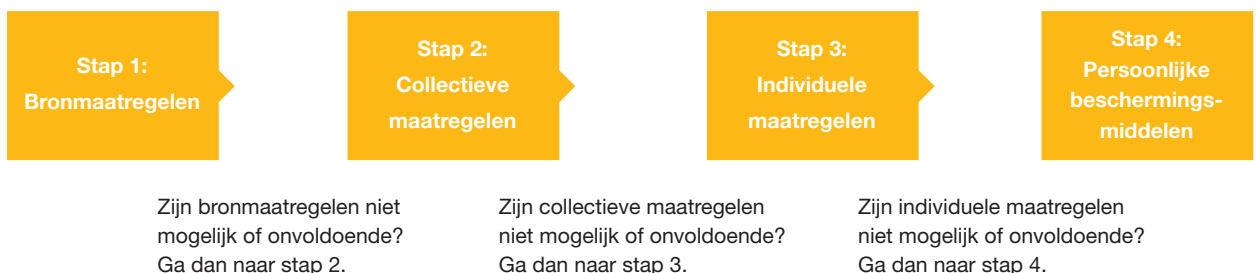 Stap 1:
Bronmaatregelen
Stap 2:
Collectieve
maatregelen
Stap 3:
Individuele
maatregelen
Stap 4:
Persoonlijke
beschermings-
middelen
Zijn bronmaatregelen niet
mogelijk of onvoldoende?
Ga dan naar stap 2.
Zijn collectieve maatregelen
niet mogelijk of onvoldoende?
Ga dan naar stap 3.
Zijn individuele maatregelen
niet mogelijk of onvoldoende?
Ga dan naar stap 4.